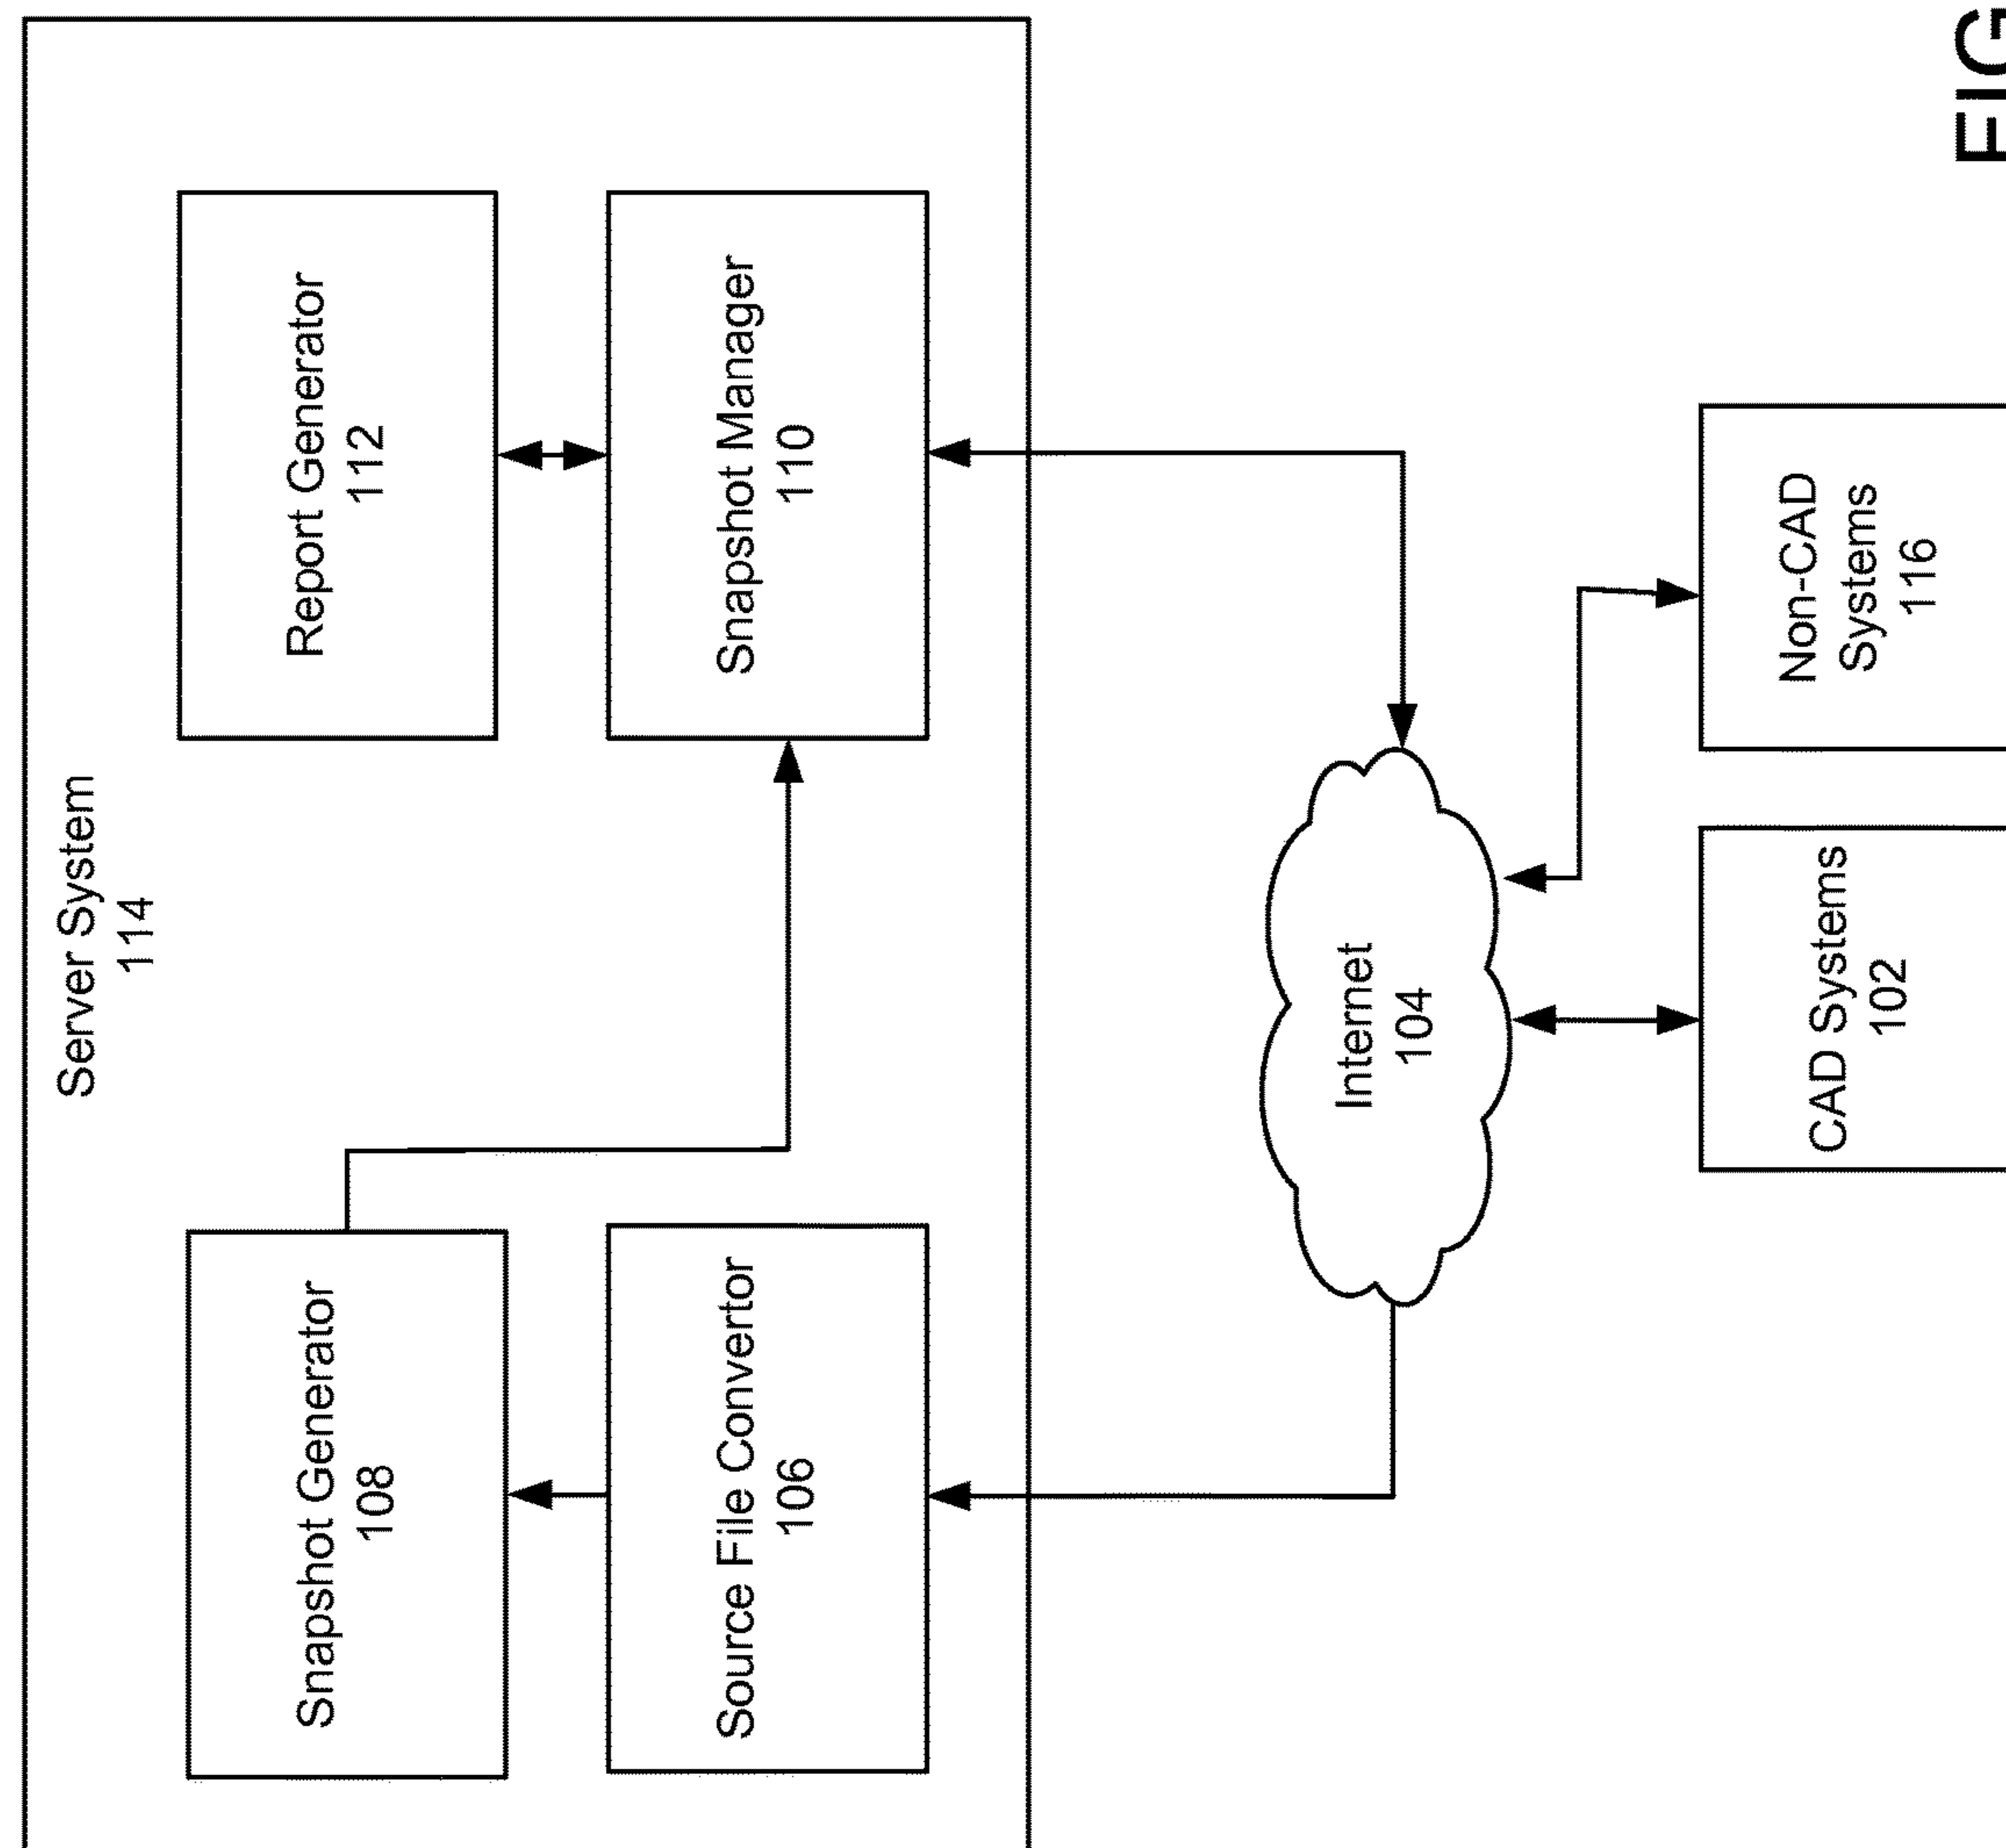 Server System
114
Snapshot Generator
108
Report Generator
112
Source File Convertor
106
Snapshot Manager
110
Internet
104
CAD Systems
102
Non-CAD
Systems
116
FIG